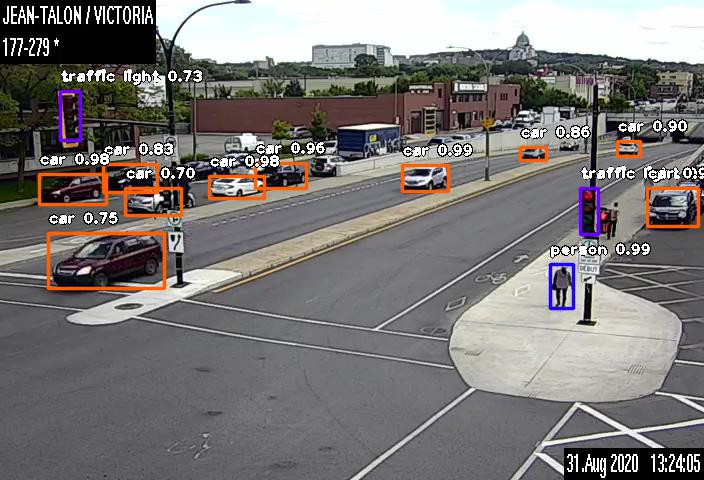 JEAN-TALON / VICTORIA
177-279 *
traffic light 0.73
car 0.98
car 0.83
car 0.70
car 0.98
car 0.96
car 0.99
car 0.86
car 0.90
car 0.75
person 0.99
DÉBUT
31.Aug 2020 13:24:05